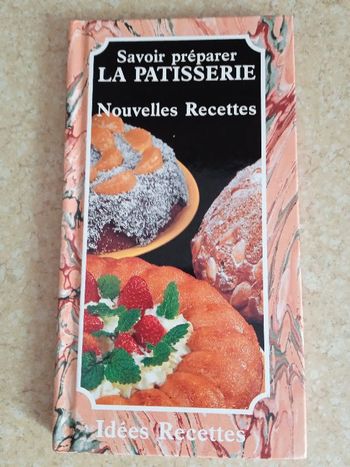 Savoir préparer
LA PATISSERIE
Nouvelles Recettes
Idées Recettes